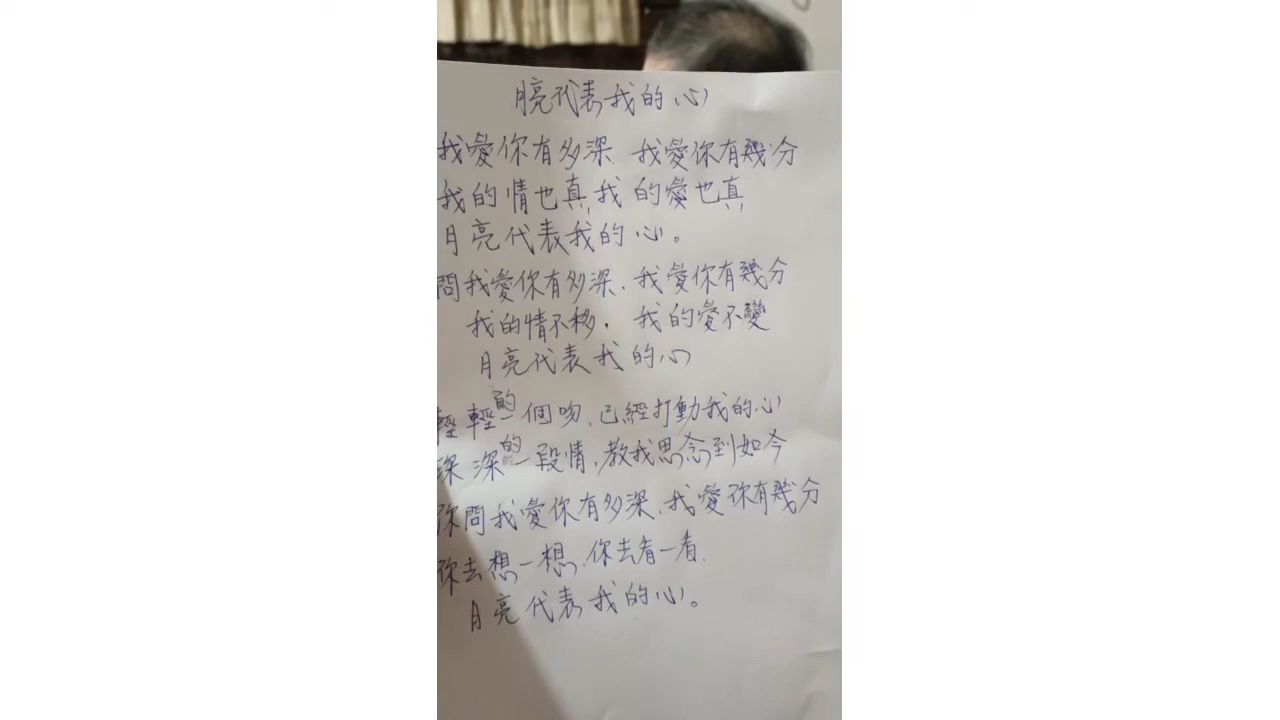 月亮代表我的心
我愛你有多深 我愛你有幾分
我的情也真,我的愛也真
月亮代表我的心。
問我愛你有多深,我愛你有幾分
我的情不移,我的愛不變
月亮代表我的心
輕輕的一個吻,已經打動我的心
深深的一段情,教我思念到如今
你問我愛你有多深,我愛你有幾分
你去想一想,你去看一看.
月亮代表我的心。